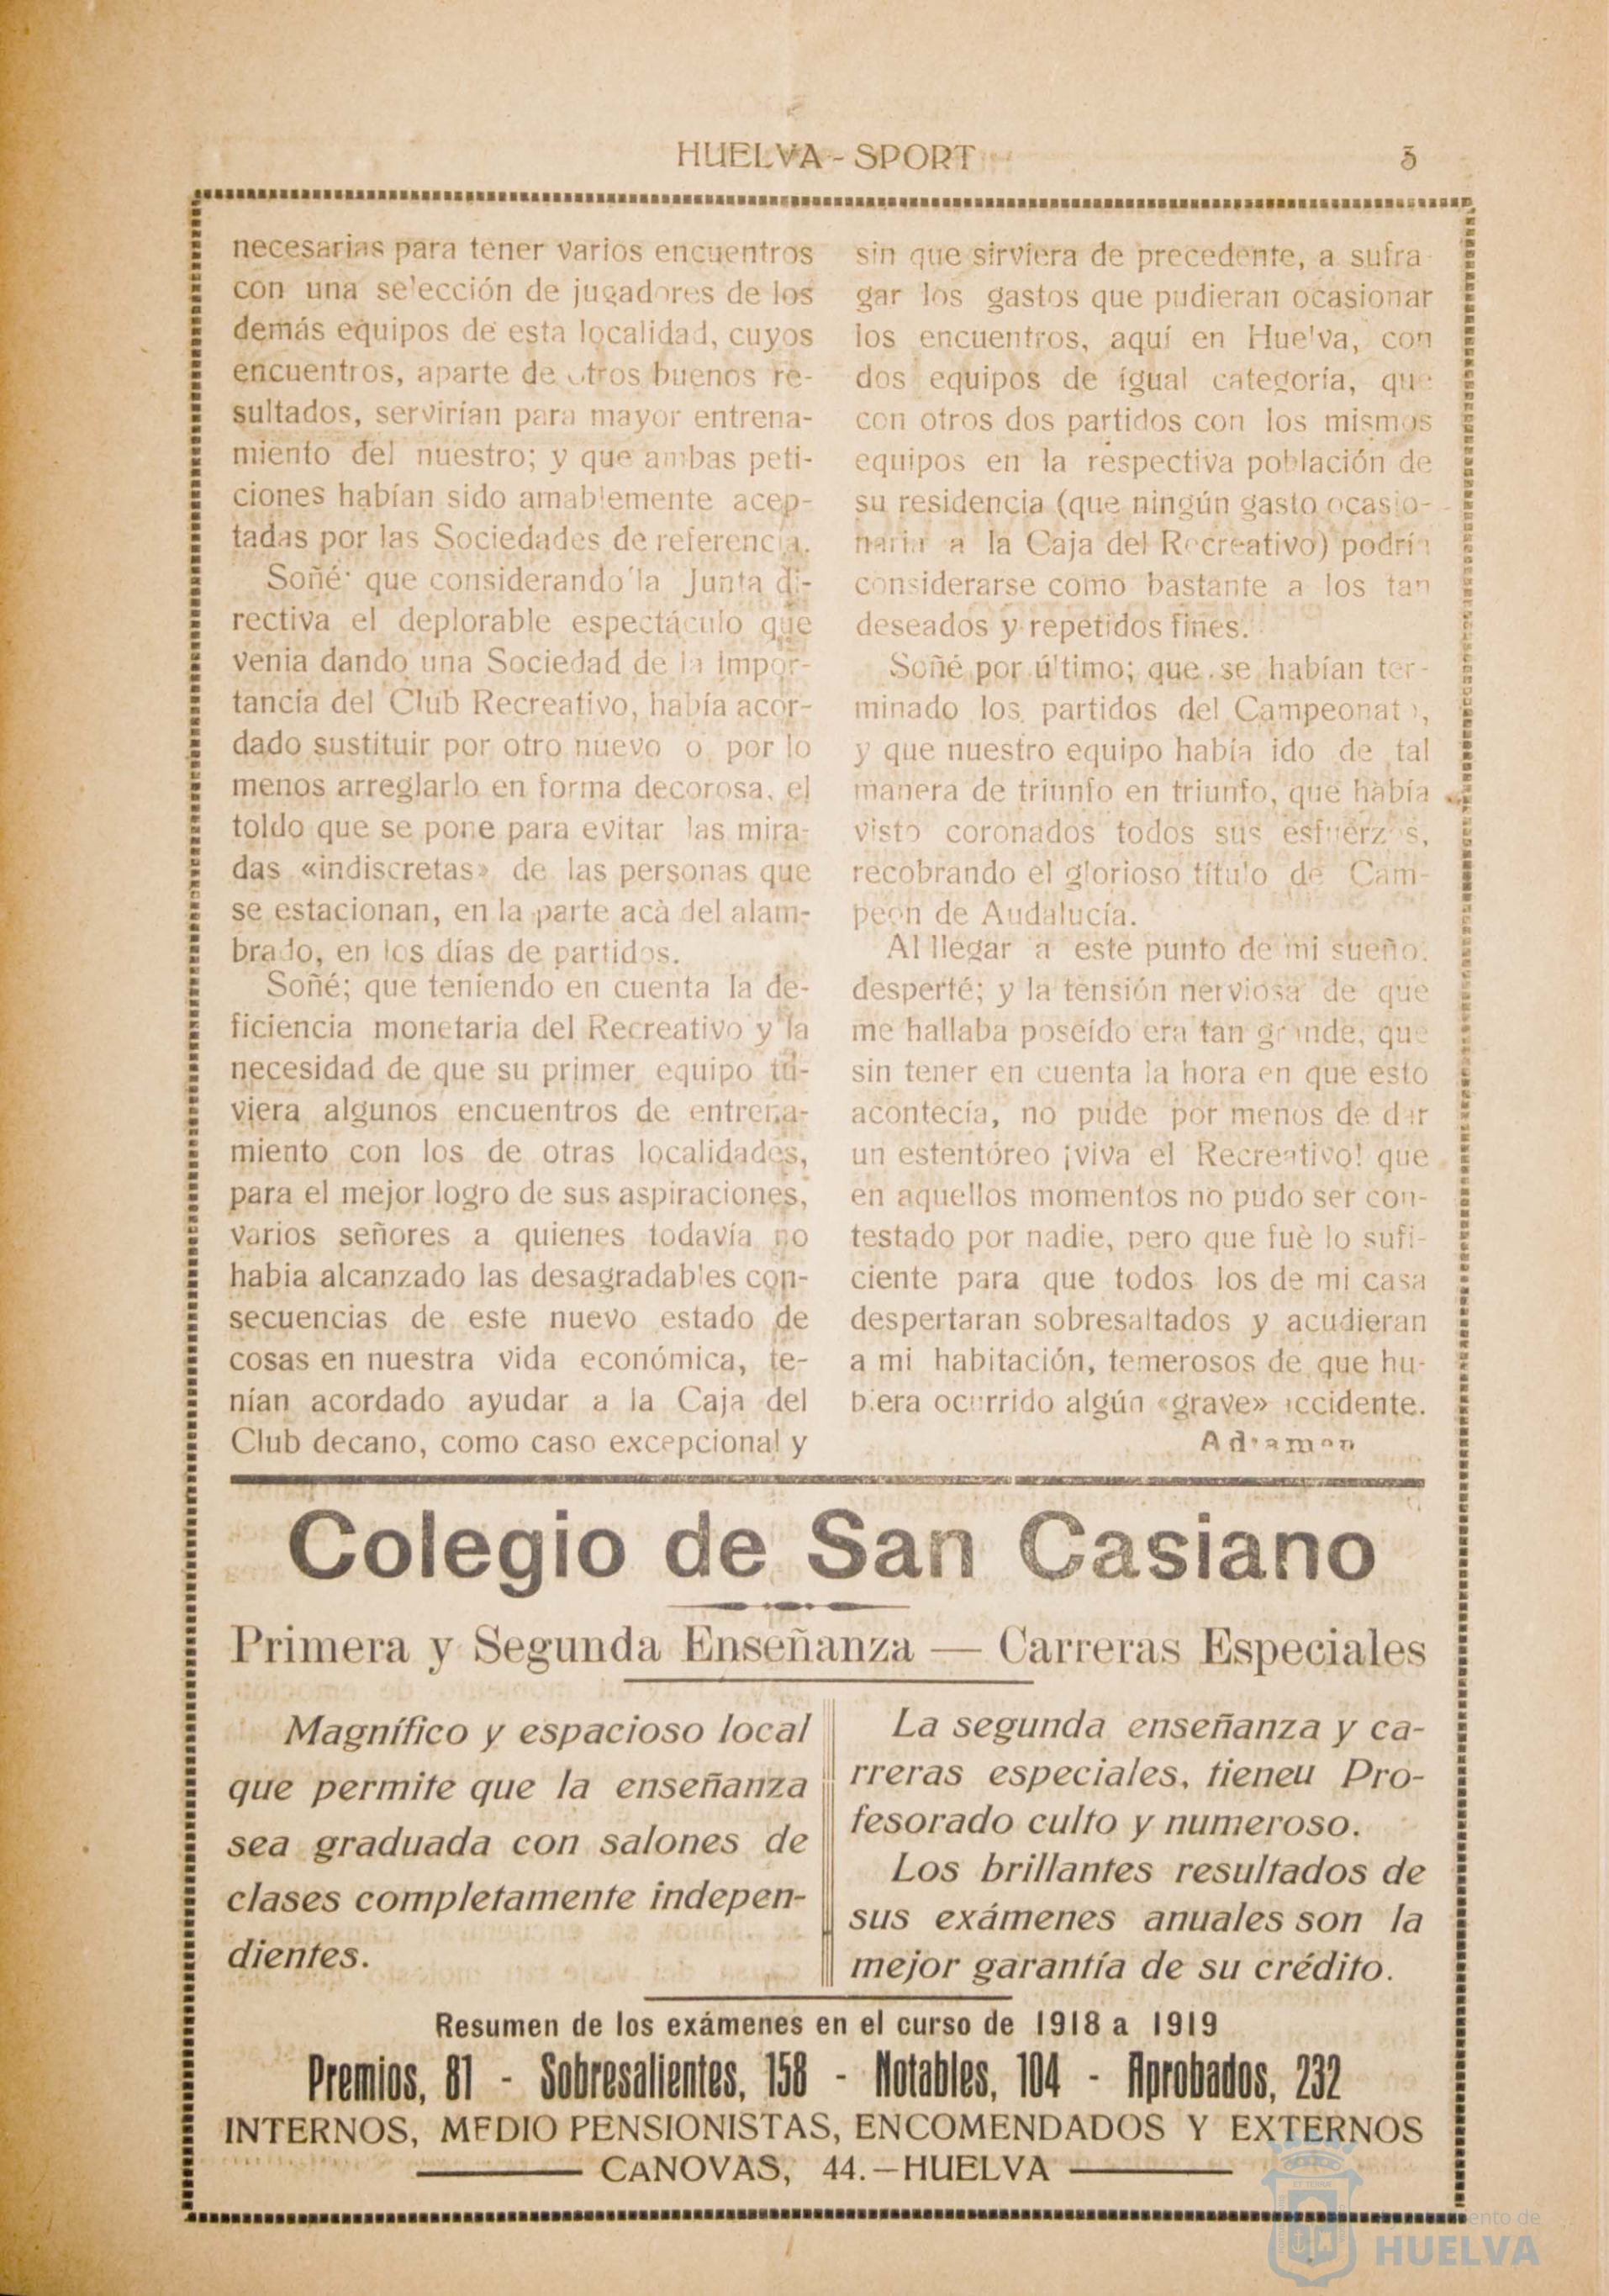 HUELVA - SPORT
necesarias para tener varios encuentros
con una selección de jugadores de los
demás equipos de esta localidad, cuyos
encuentros, aparte de otros buenos re-
sultados, servirían para mayor entrena-
miento del nuestro; y que ambas peti-
ciones habían sido amablemente acep-
tadas por las Sociedades de referencia.
Soñé que considerando la Junta di-
rectiva el deplorable espectáculo que
venia dando una Sociedad de la impor-
tancia del Club Recreativo, había acor-
dado sustituir por otro nuevo o por lo
menos arreglarlo en forma decorosa, el
toldo que se pone para evitar las mira-
das «indiscretas» de las personas que
se estacionan, en la parte acà del alam-
brado, en los días de partidos.
Soñé; que teniendo en cuenta la de-
ficiencia monetaria del Recreativo y la
necesidad de que su primer equipo tu-
viera algunos encuentros de entrena-
miento con los de otras localidades,
para el mejor logro de sus aspiraciones,
varios señores a quienes todavía no
habia alcanzado las desagradables con-
secuencias de este nuevo estado de
cosas en nuestra vida económica, te-
nían acordado ayudar a la Caja del
Club decano, como caso excepcional y
sin que sirviera de precedente, a sufra-
gar los gastos que pudieran ocasionar
los encuentros, aquí en Huelva, con
dos equipos de igual categoría, que
con otros dos partidos con los mismos
equipos en la respectiva población de
su residencia (que ningún gasto ocasio-
naria a la Caja del Recreativo) podría
considerarse como bastante a los tan
deseados y repetidos fines.
Soñé por último; que se habían ter-
minado los partidos del Campeonato,
y que nuestro equipo había ido de tal
manera de triunfo en triunfo, que había
visto coronados todos sus esfuerzos,
recobrando el glorioso título de Cam-
peón de Audalucía.
Al llegar a este punto de mi sueño.
desperté; y la tensión nerviosa de que
me hallaba poseído era tan grande, que
sin tener en cuenta la hora en que esto
acontecía, no pude por menos de dar
un estentóreo ¡viva el Recreativo! que
en aquellos momentos no pudo ser con-
testado por nadie, pero que fuè lo sufi-
ciente para que todos los de mi casa
despertaran sobresaltados y acudieran
a mi habitación, temerosos de que hu-
biera ocurrido algún «grave» accidente.
Colegio de San Casiano
Primera y Segunda Enseñanza — Carreras Especiales
Magnífico y espacioso local
que permite que la enseñanza
sea graduada con salones de
clases completamente indepen-
dientes.
La segunda enseñanza y ca-
rreras especiales, tieneu Pro-
fesorado culto y numeroso.
Los brillantes resultados de
sus exámenes anuales son la
mejor garantía de su crédito.
Resumen de los exámenes en el curso de 1918 a 1919
Premios, 81 - Sobresalientes, 158 - Notables, 104 - Aprobados, 232
INTERNOS, MEDIO PENSIONISTAS, ENCOMENDADOS Y EXTERNOS
CANOVAS, 44.—HUELVA
HUELVA